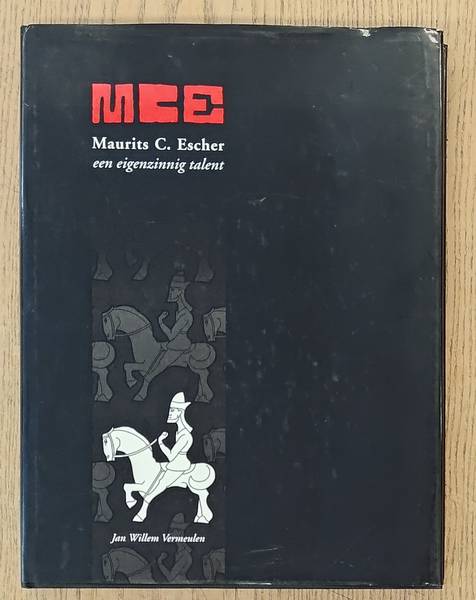 MCE
Maurits C. Escher
een eigenzinnig talent
Jan Willem Vermeulen